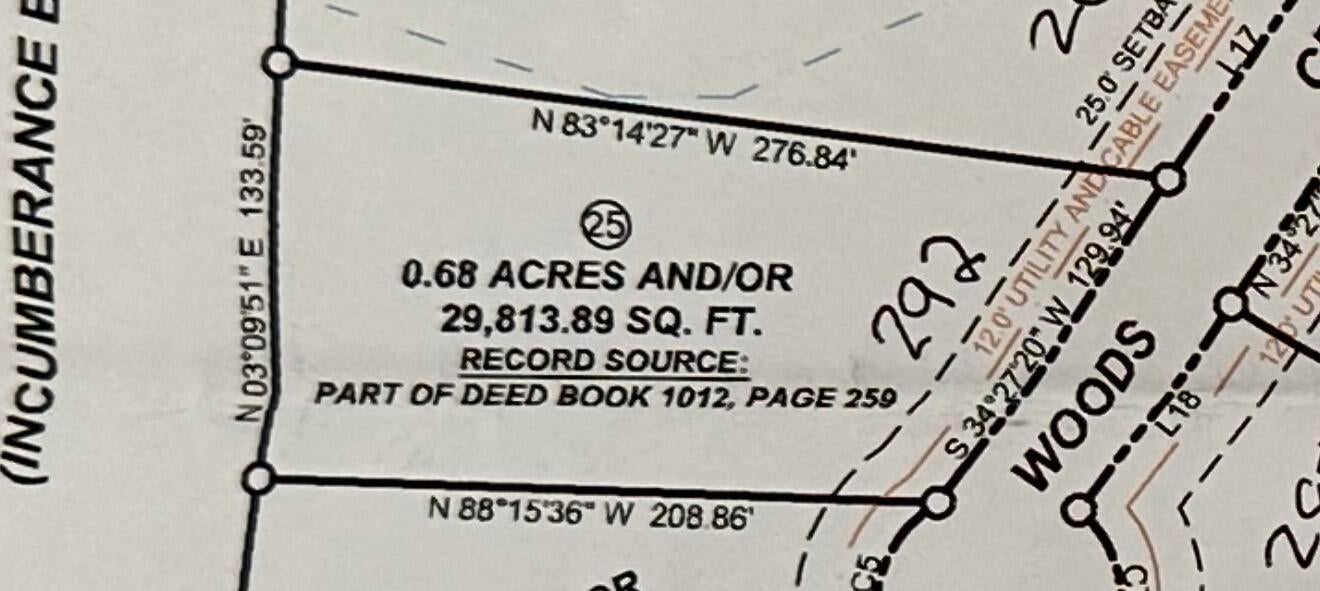 (INCUMBERANCE
25.0' SETBA
12.0' UTILITY AND CABLE EASEME
L17
N 83°14'27" W 276.84'
N 03°09'51" E 133.59'
25
0.68 ACRES AND/OR
29,813.89 SQ. FT.
RECORD SOURCE:
PART OF DEED BOOK 1012, PAGE 259
292
S 34°27'20" W 129.94'
WOODS
L18
N 88°15'36" W 208.86'
C5